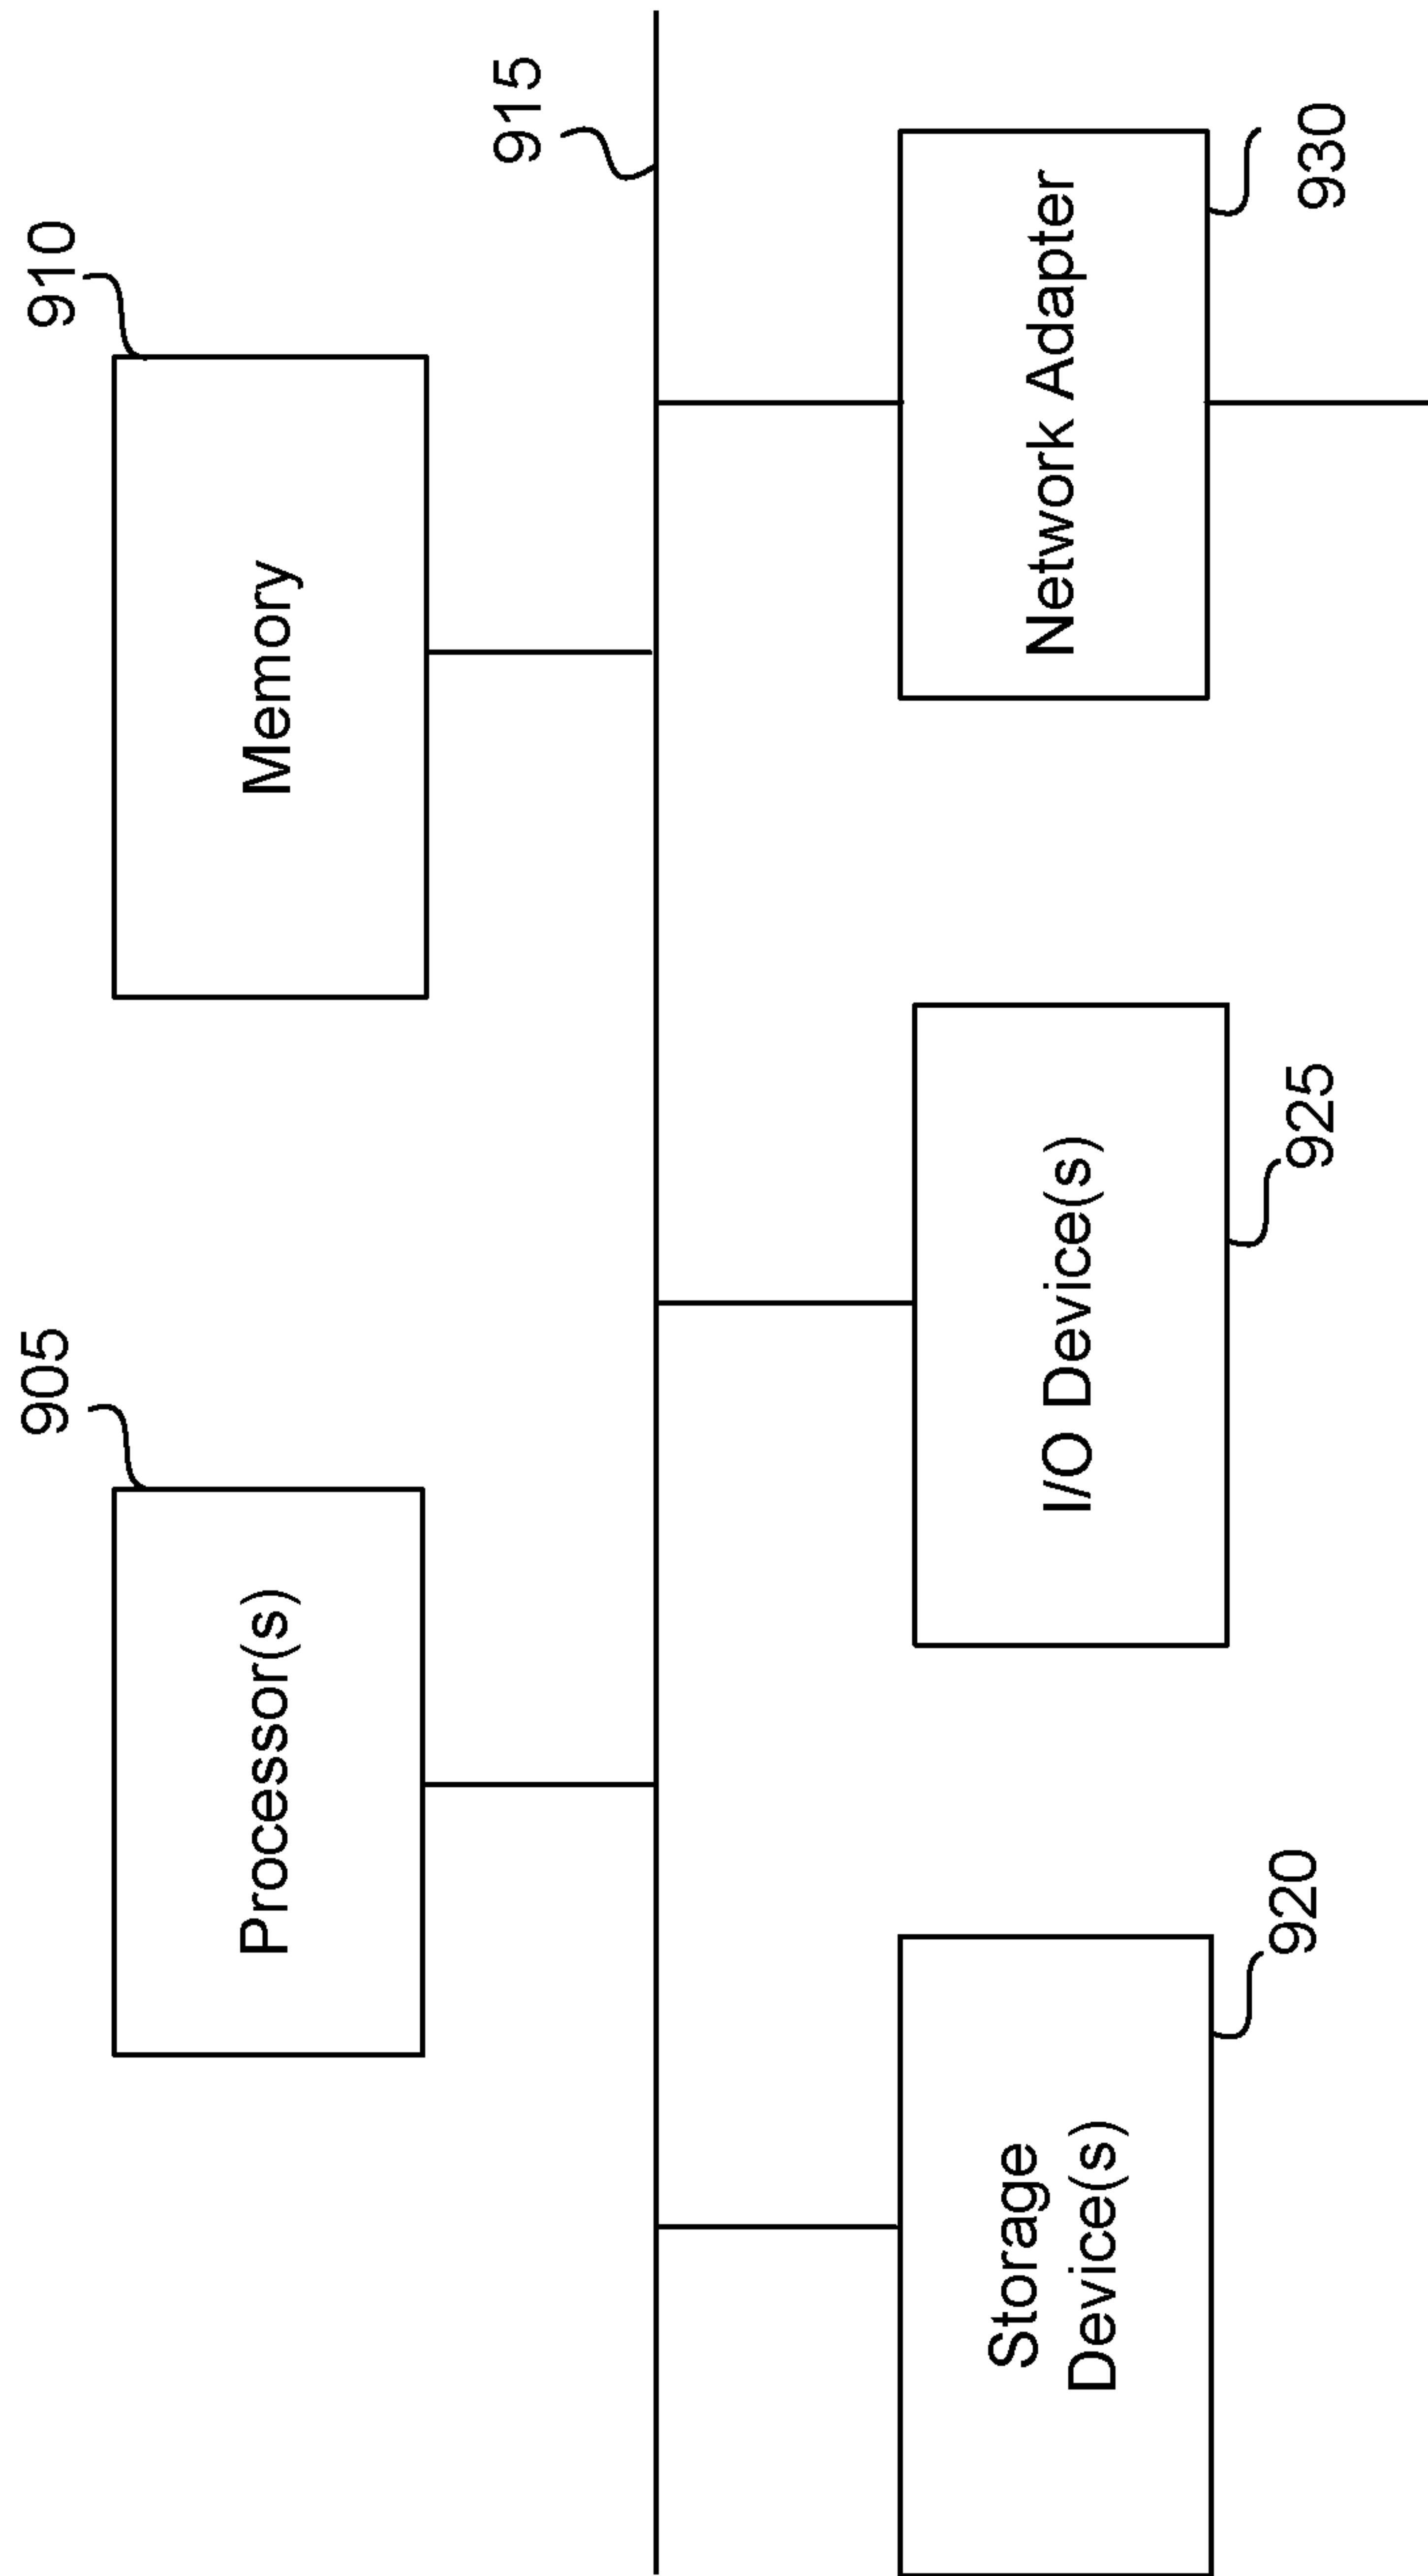 905
910
Processor(s)
Memory
915
Storage
Device(s)
I/O Device(s)
Network Adapter
920
925
930